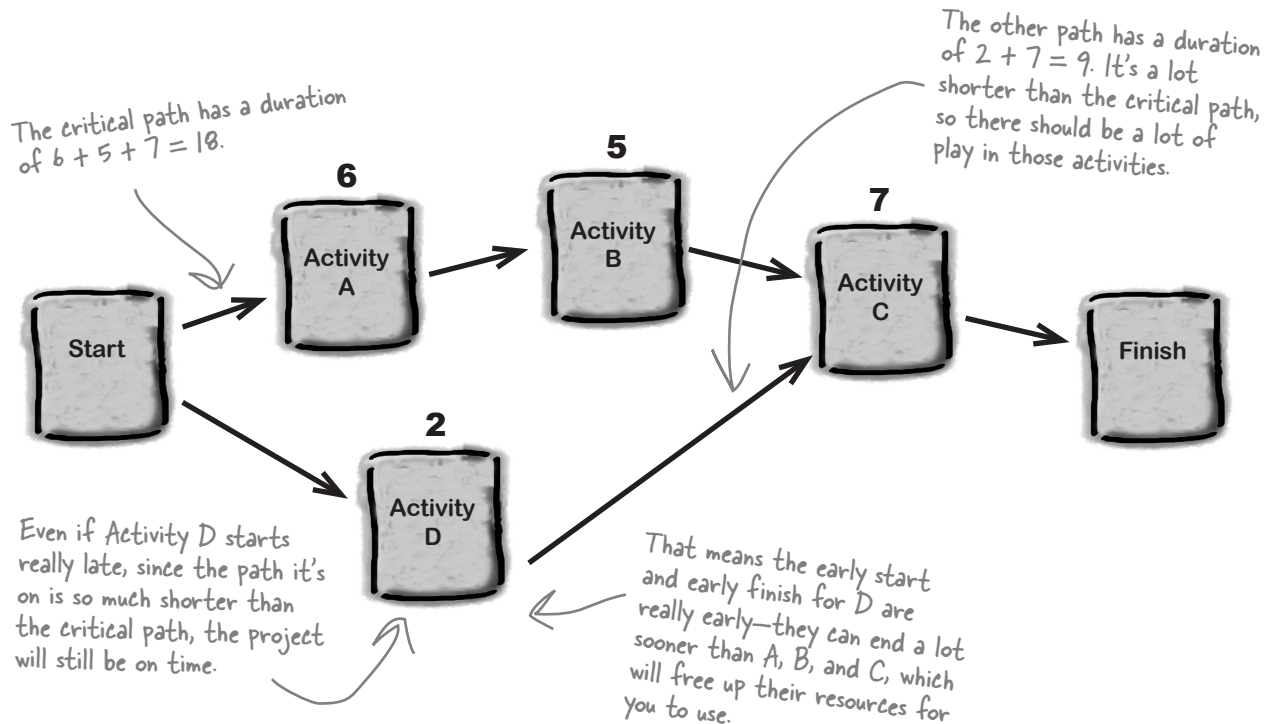 The critical path has a duration
of 6 + 5 + 7 = 18.
The other path has a duration
of 2 + 7 = 9. It's a lot
shorter than the critical path,
so there should be a lot of
play in those activities.
Start
6
Activity
A
5
Activity
B
7
Activity
C
Finish
2
Activity
D
Even if Activity D starts
really late, since the path it's
on is so much shorter than
the critical path, the project
will still be on time.
That means the early start
and early finish for D are
really early—they can end a lot
sooner than A, B, and C, which
will free up their resources for
you to use.